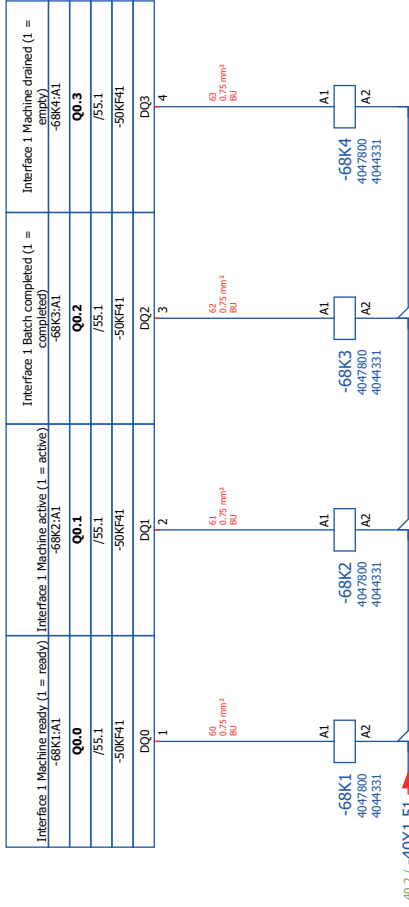 Interface 1 Machine ready (1 = ready)
-68K1:A1
Q0.0
/55.1
-50KF41
DQ0
1
60
0.75 mm²
BU
A1
A2
-68K1
4047800
4044331
Interface 1 Machine active (1 = active)
-68K2:A1
Q0.1
/55.1
-50KF41
DQ1
2
61
0.75 mm²
BU
A1
A2
-68K2
4047800
4044331
Interface 1 Batch completed (1 =
completed)
-68K3:A1
Q0.2
/55.1
-50KF41
DQ2
3
62
0.75 mm²
BU
A1
A2
-68K3
4047800
4044331
Interface 1 Machine drained (1 =
empty)
-68K4:A1
Q0.3
/55.1
-50KF41
DQ3
4
63
0.75 mm²
BU
A1
A2
-68K4
4047800
4044331
40.2 / -40X1.F1